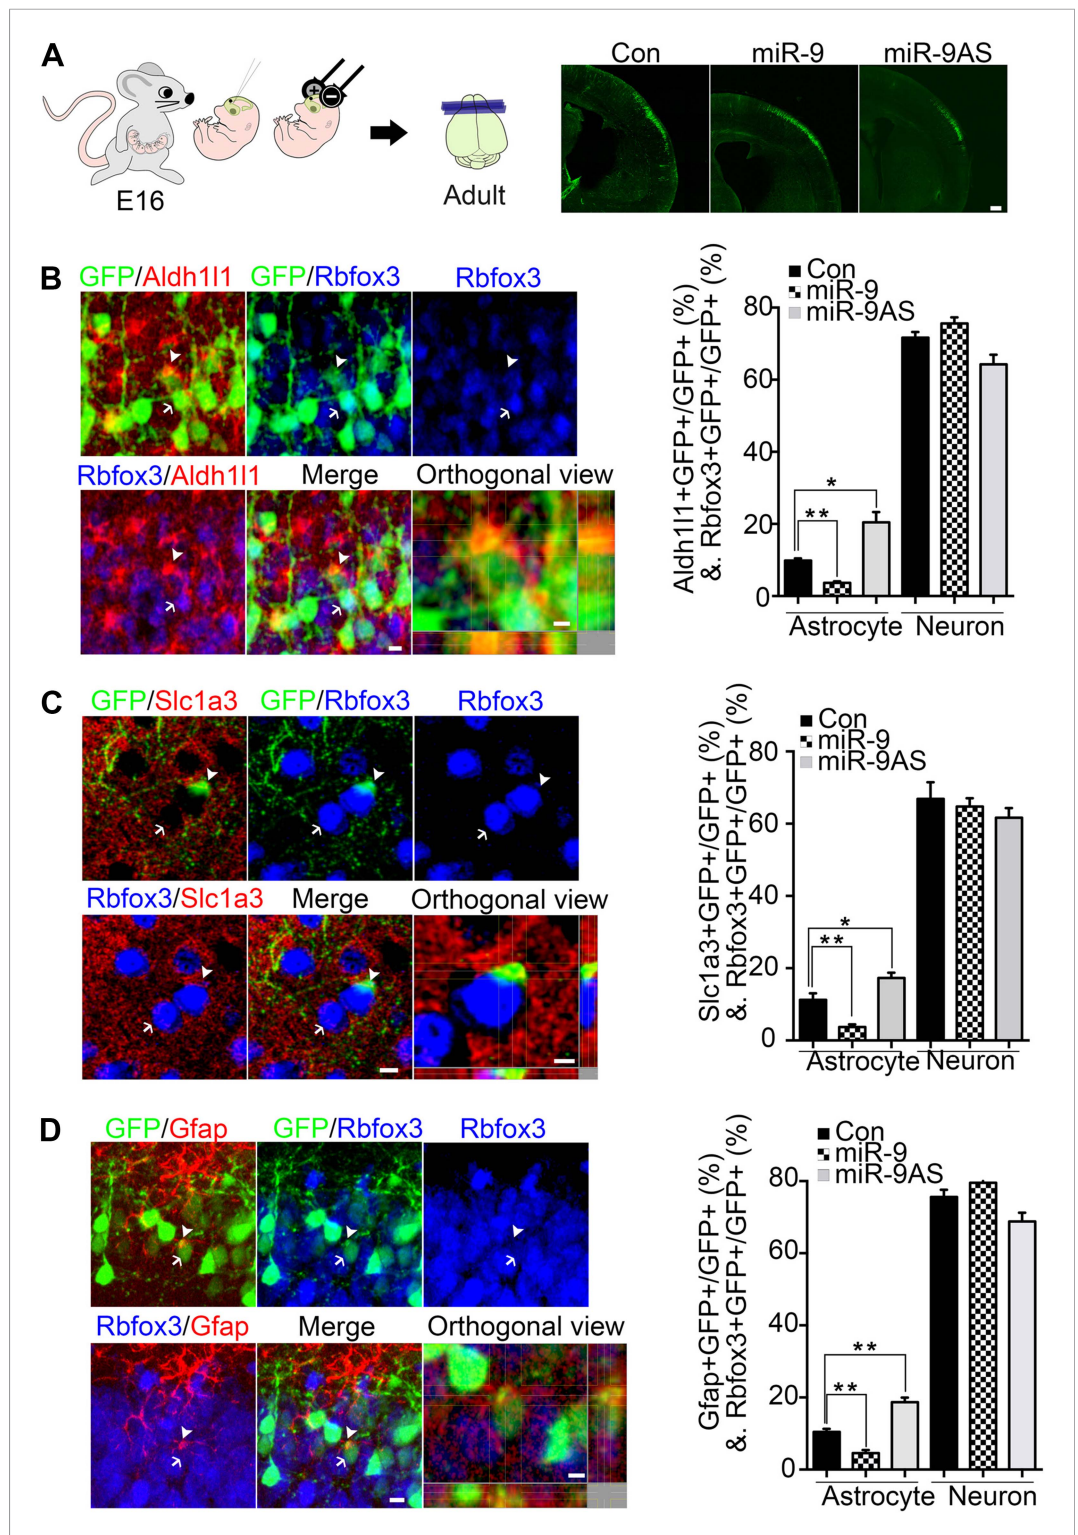 A
E16
+
−
Adult
Con miR-9 miR-9AS
B
GFP/Aldh1l1 GFP/Rbfox3 Rbfox3
Rbfox3/Aldh1l1 Merge Orthogonal view
Aldh1l1+GFP+/GFP+ (%)
&. Rbfox3+GFP+/GFP+ (%)
Con
miR-9
miR-9AS
80
60
40
20
0
*
**
Astrocyte Neuron
C
GFP/Slc1a3 GFP/Rbfox3 Rbfox3
Rbfox3/Slc1a3 Merge Orthogonal view
Slc1a3+GFP+/GFP+ (%)
&. Rbfox3+GFP+/GFP+ (%)
Con
miR-9
miR-9AS
80
60
40
20
0
*
**
Astrocyte Neuron
D
GFP/Gfap GFP/Rbfox3 Rbfox3
Rbfox3/Gfap Merge Orthogonal view
Gfap+GFP+/GFP+ (%)
&. Rbfox3+GFP+/GFP+ (%)
Con
miR-9
miR-9AS
80
60
40
20
0
**
**
Astrocyte Neuron